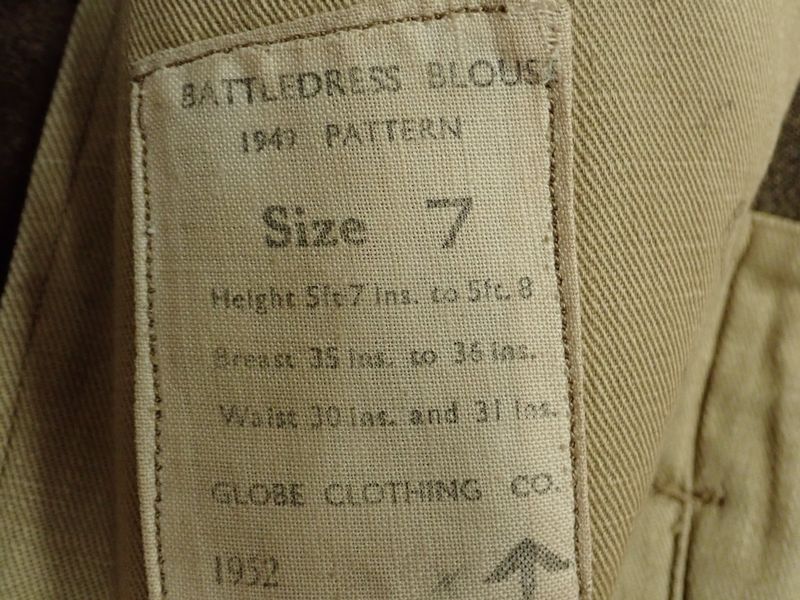 BATTLEDRESS BLOUSE
1949 PATTERN
Size 7
Height 5ft 7 ins. to 5ft. 8
Breast 35 ins. to 36 ins.
Waist 30 ins. and 31 ins.
GLOBE CLOTHING CO.
1952